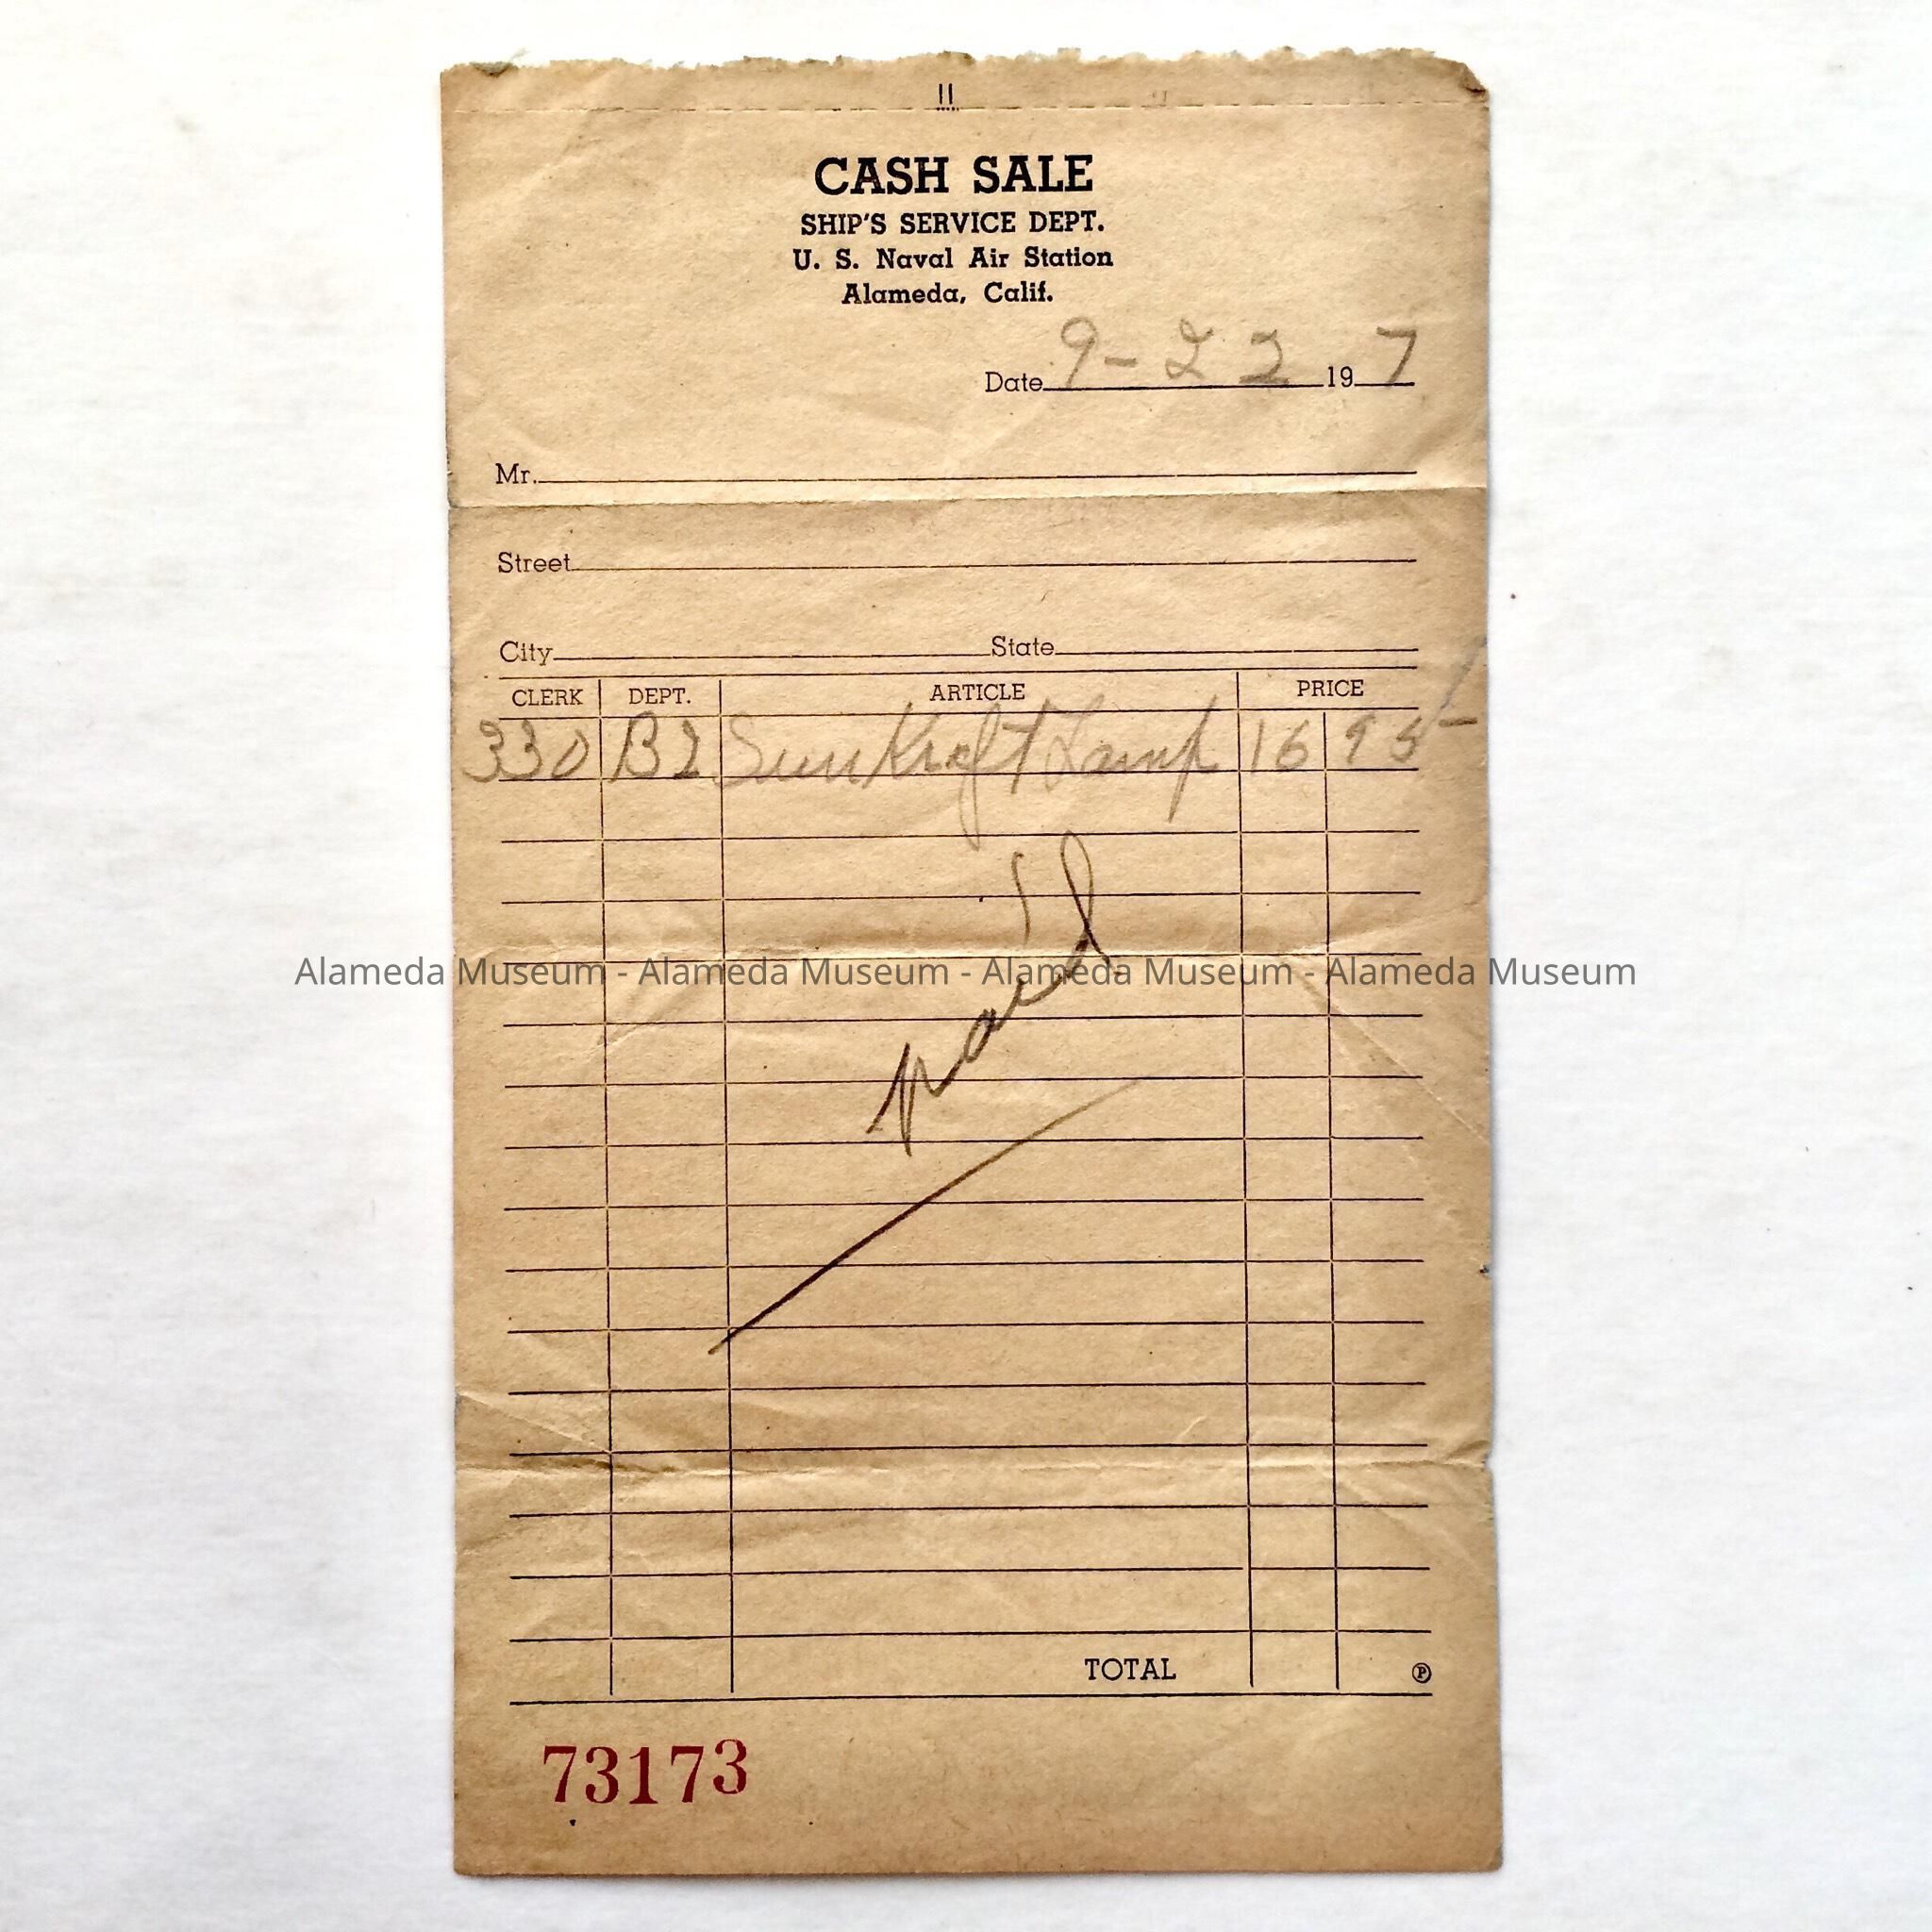 CASH SALE
SHIP'S SERVICE DEPT.
U. S. Naval Air Station
Alameda, Calif.
Date 9-22 19 7
Mr.
Street
City State
CLERK DEPT. ARTICLE PRICE
330 B2 Sun Kraft Lamp 16 95
paid
Alameda Museum - Alameda Museum - Alameda Museum - Alameda Museum
TOTAL Ⓟ
73173